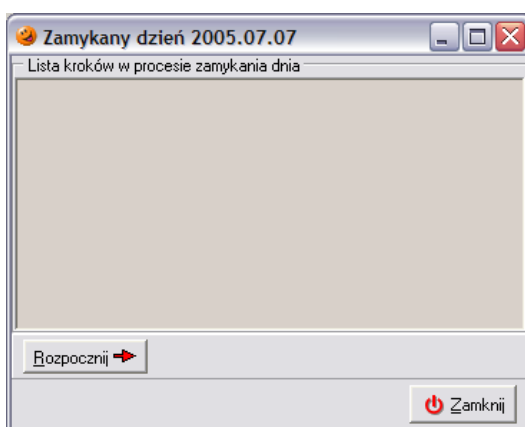 Zamykany dzień 2005.07.07
Lista kroków w procesie zamykania dnia
Rozpocznij
Zamknij